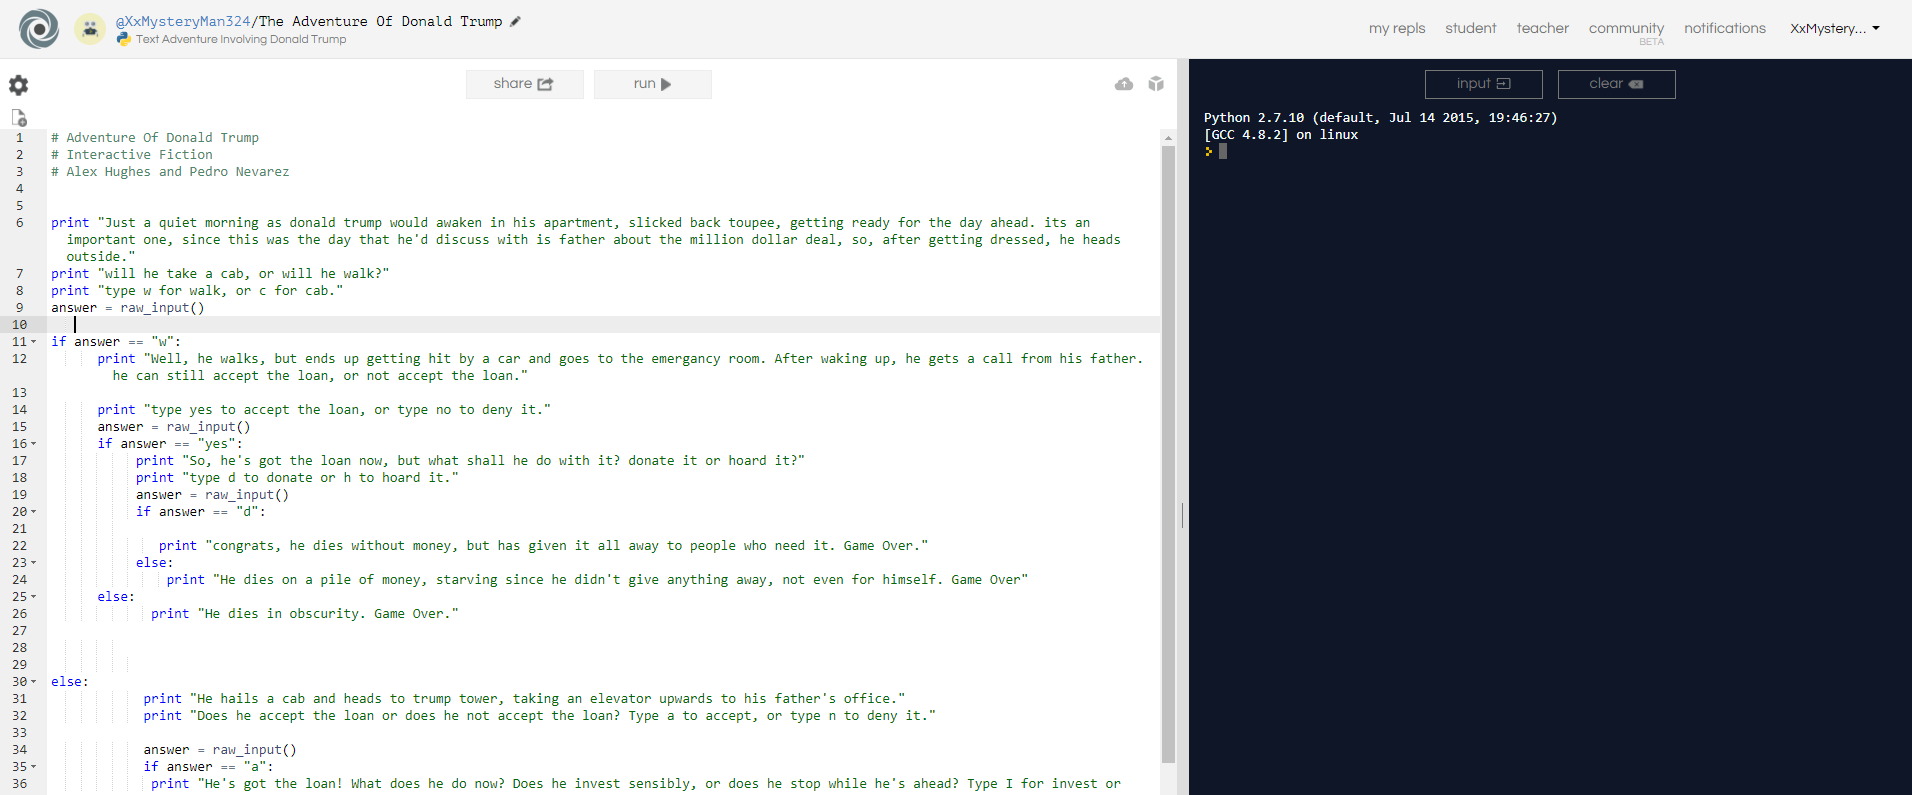 @XxMysteryMan324/The Adventure Of Donald Trump
Text Adventure Involving Donald Trump
my repls student teacher community notifications XxMystery...
BETA
share run input clear
1 # Adventure Of Donald Trump
2 # Interactive Fiction
3 # Alex Hughes and Pedro Nevarez
4
5
6 print "Just a quiet morning as donald trump would awaken in his apartment, slicked back toupee, getting ready for the day ahead. its an
important one, since this was the day that he'd discuss with is father about the million dollar deal, so, after getting dressed, he heads
outside."
7 print "will he take a cab, or will he walk?"
8 print "type w for walk, or c for cab."
9 answer = raw_input()
10
11 if answer == "w":
12 print "Well, he walks, but ends up getting hit by a car and goes to the emergancy room. After waking up, he gets a call from his father.
he can still accept the loan, or not accept the loan."
13
14 print "type yes to accept the loan, or type no to deny it."
15 answer = raw_input()
16 if answer == "yes":
17 print "So, he's got the loan now, but what shall he do with it? donate it or hoard it?"
18 print "type d to donate or h to hoard it."
19 answer = raw_input()
20 if answer == "d":
21
22 print "congrats, he dies without money, but has given it all away to people who need it. Game Over."
23 else:
24 print "He dies on a pile of money, starving since he didn't give anything away, not even for himself. Game Over"
25 else:
26 print "He dies in obscurity. Game Over."
27
28
29
30 else:
31 print "He hails a cab and heads to trump tower, taking an elevator upwards to his father's office."
32 print "Does he accept the loan or does he not accept the loan? Type a to accept, or type n to deny it."
33
34 answer = raw_input()
35 if answer == "a":
36 print "He's got the loan! What does he do now? Does he invest sensibly, or does he stop while he's ahead? Type I for invest or
Python 2.7.10 (default, Jul 14 2015, 19:46:27)
[GCC 4.8.2] on linux
>